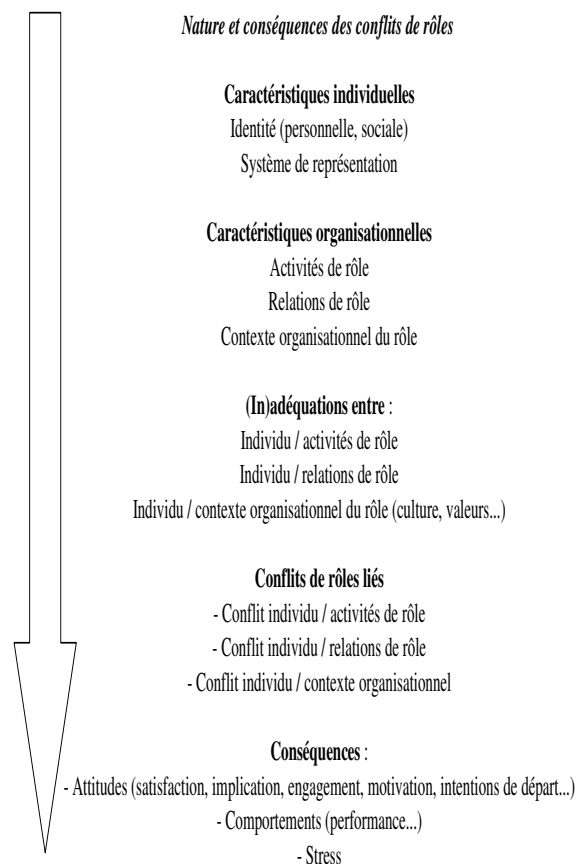 Nature et conséquences des conflits de rôles
Caractéristiques individuelles
Identité (personnelle, sociale)
Système de représentation
Caractéristiques organisationnelles
Activités de rôle
Relations de rôle
Contexte organisationnel du rôle
(In)adéquations entre :
Individu / activités de rôle
Individu / relations de rôle
Individu / contexte organisationnel du rôle (culture, valeurs...)
Conflits de rôles liés
- Conflit individu / activités de rôle
- Conflit individu / relations de rôle
- Conflit individu / contexte organisationnel
Conséquences :
- Attitudes (satisfaction, implication, engagement, motivation, intentions de départ...)
- Comportements (performance...)
- Stress